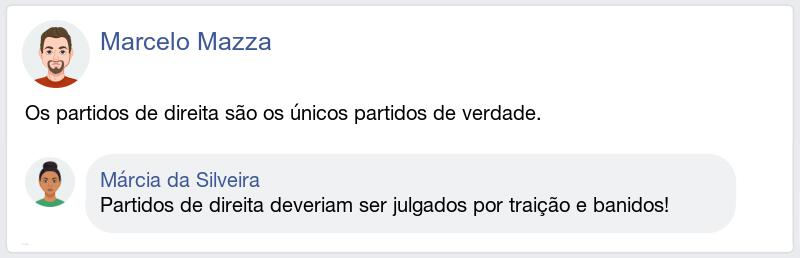 Marcelo Mazza
Os partidos de direita são os únicos partidos de verdade.
Márcia da Silveira
Partidos de direita deveriam ser julgados por traição e banidos!